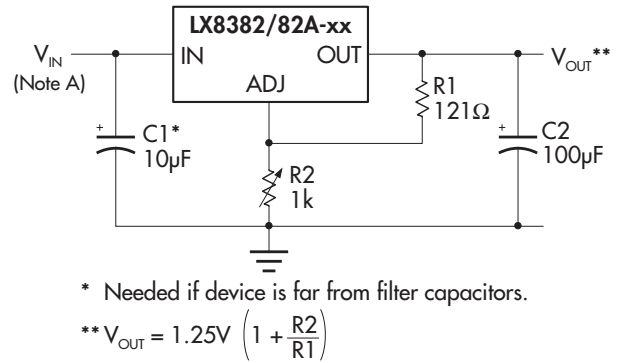 LX8382/82A-xx
IN
OUT
ADJ
V_IN
(Note A)
V_OUT**
R1
121Ω
C1*
10µF
+
C2
100µF
+
R2
1k
* Needed if device is far from filter capacitors.
** V_OUT = 1.25V (1 + R2/R1)